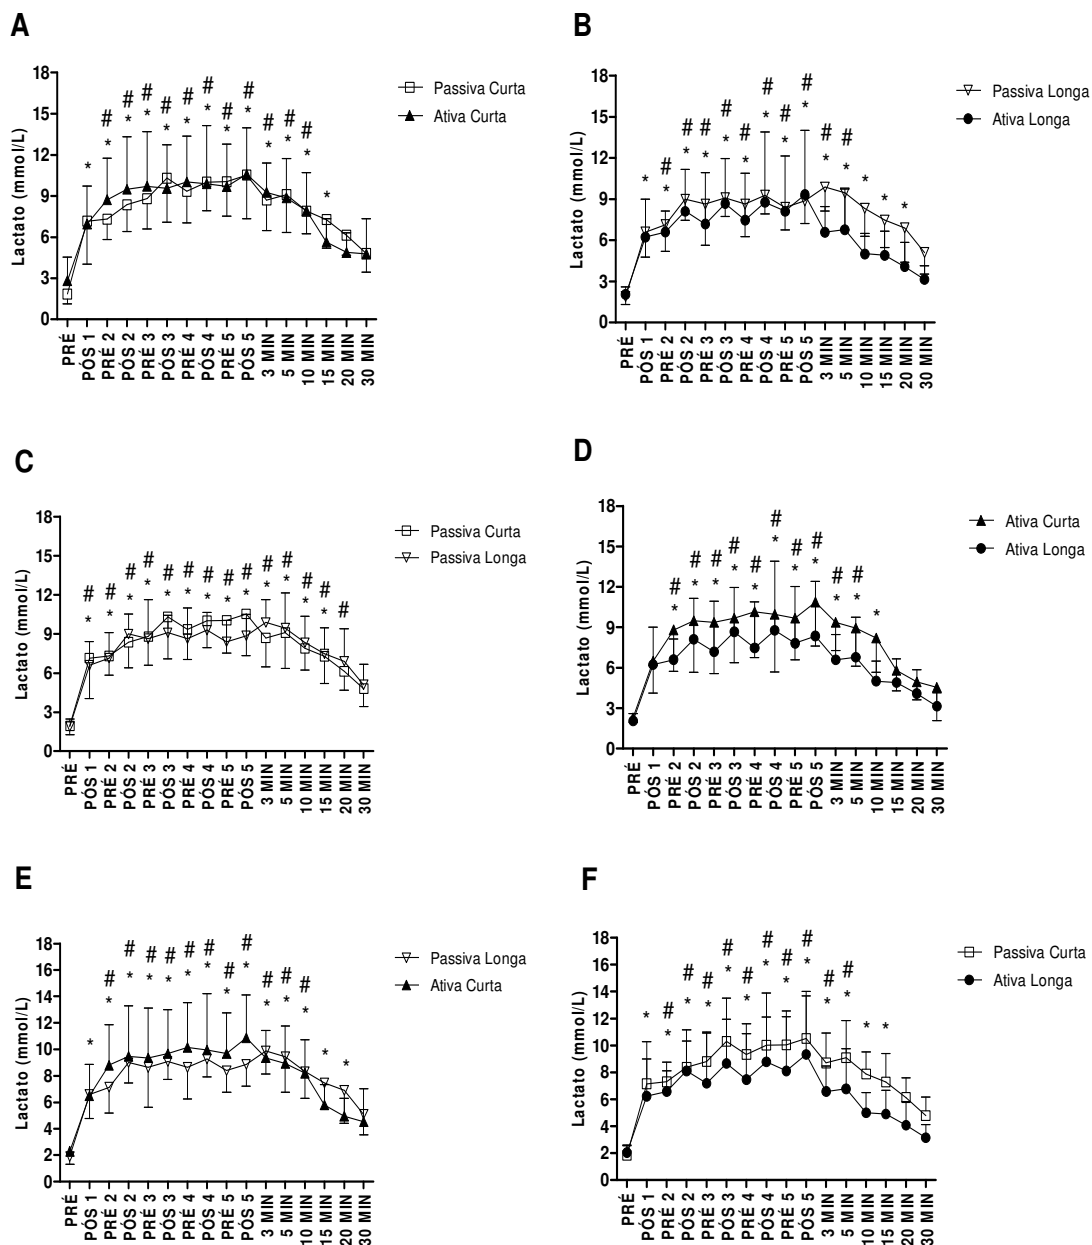 A
Lactato (mmol/L)
18
15
12
9
6
3
0
# # # # # # # # # # #
* * * * * * * * * * * * *
PRÉ
PÓS 1
PRÉ 2
PÓS 2
PRÉ 3
PÓS 3
PRÉ 4
PÓS 4
PRÉ 5
PÓS 5
3 MIN
5 MIN
10 MIN
15 MIN
20 MIN
30 MIN
Passiva Curta
Ativa Curta
B
Lactato (mmol/L)
18
15
12
9
6
3
0
# # # # # # # # # #
* * * * * * * * * * * * * *
PRÉ
PÓS 1
PRÉ 2
PÓS 2
PRÉ 3
PÓS 3
PRÉ 4
PÓS 4
PRÉ 5
PÓS 5
3 MIN
5 MIN
10 MIN
15 MIN
20 MIN
30 MIN
Passiva Longa
Ativa Longa
C
Lactato (mmol/L)
18
15
12
9
6
3
0
# # # # # # # # # # # # # #
* * * * * * * * * * * * *
PRÉ
PÓS 1
PRÉ 2
PÓS 2
PRÉ 3
PÓS 3
PRÉ 4
PÓS 4
PRÉ 5
PÓS 5
3 MIN
5 MIN
10 MIN
15 MIN
20 MIN
30 MIN
Passiva Curta
Passiva Longa
D
Lactato (mmol/L)
18
15
12
9
6
3
0
# # # # # # # # # #
* * * * * * * * * * *
PRÉ
PÓS 1
PRÉ 2
PÓS 2
PRÉ 3
PÓS 3
PRÉ 4
PÓS 4
PRÉ 5
PÓS 5
3 MIN
5 MIN
10 MIN
15 MIN
20 MIN
30 MIN
Ativa Curta
Ativa Longa
E
Lactato (mmol/L)
18
16
14
12
10
8
6
4
2
0
# # # # # # # # # # #
* * * * * * * * * * * * * *
PRÉ
PÓS 1
PRÉ 2
PÓS 2
PRÉ 3
PÓS 3
PRÉ 4
PÓS 4
PRÉ 5
PÓS 5
3 MIN
5 MIN
10 MIN
15 MIN
20 MIN
30 MIN
Passiva Longa
Ativa Curta
F
Lactato (mmol/L)
18
16
14
12
10
8
6
4
2
0
# # # # # # # # # #
* * * * * * * * * * * * *
PRÉ
PÓS 1
PRÉ 2
PÓS 2
PRÉ 3
PÓS 3
PRÉ 4
PÓS 4
PRÉ 5
PÓS 5
3 MIN
5 MIN
10 MIN
15 MIN
20 MIN
30 MIN
Passiva Curta
Ativa Longa